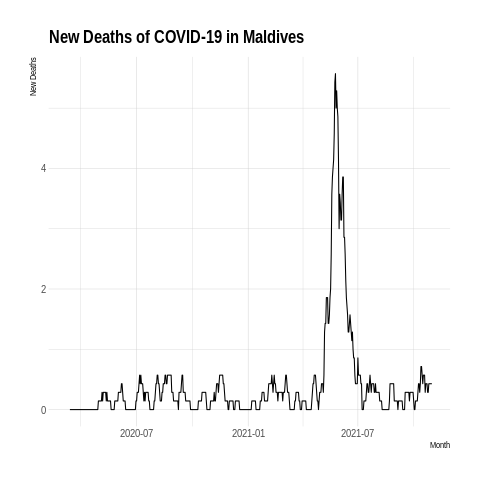 New Deaths of COVID-19 in Maldives
New Deaths
4
2
0
2020-07
2021-01
2021-07
Month